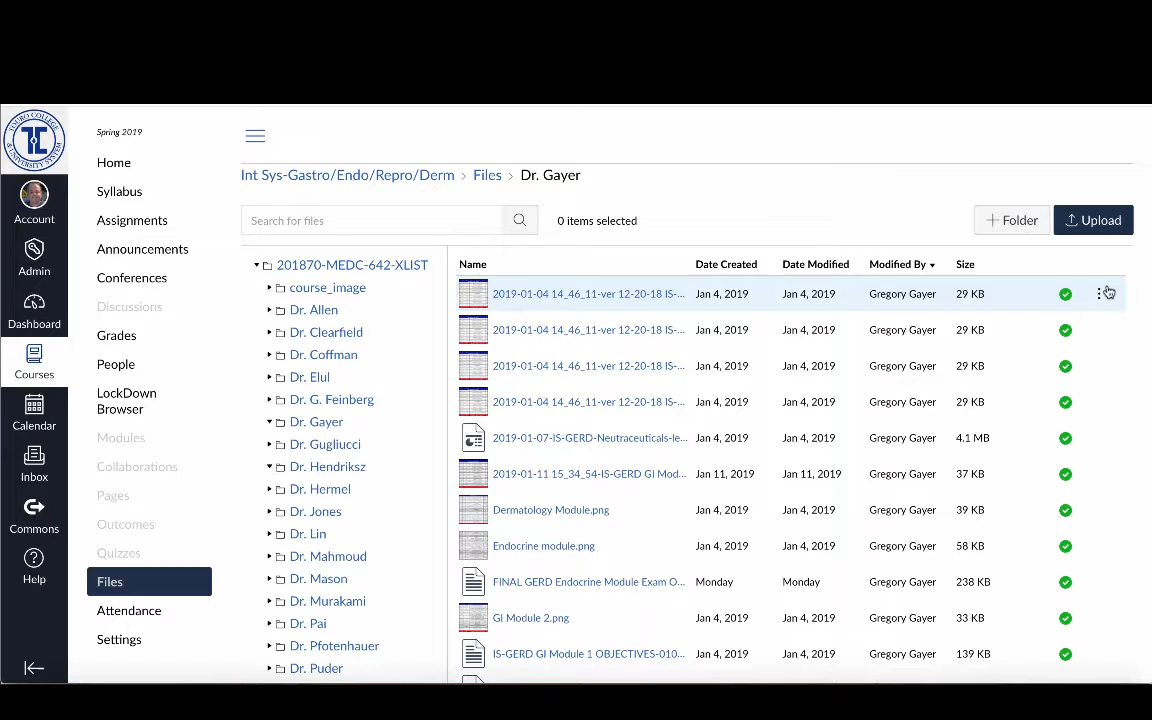 TOURO COLLEGE
& UNIVERSITY SYSTEM
Account
Admin
Dashboard
Courses
Calendar
Inbox
Commons
Help
Spring 2019
Home
Syllabus
Assignments
Announcements
Conferences
Discussions
Grades
People
LockDown
Browser
Modules
Collaborations
Pages
Outcomes
Quizzes
Files
Attendance
Settings
Int Sys-Gastro/Endo/Repro/Derm › Files › Dr. Gayer
Search for files 0 items selected + Folder Upload
201870-MEDC-642-XLIST
course_image
Dr. Allen
Dr. Clearfield
Dr. Coffman
Dr. Elul
Dr. G. Feinberg
Dr. Gayer
Dr. Gugliucci
Dr. Hendriksz
Dr. Hermel
Dr. Jones
Dr. Lin
Dr. Mahmoud
Dr. Mason
Dr. Murakami
Dr. Pai
Dr. Pfotenhauer
Dr. Puder
Name Date Created Date Modified Modified By Size
2019-01-04 14_46_11-ver 12-20-18 IS-... Jan 4, 2019 Jan 4, 2019 Gregory Gayer 29 KB
2019-01-04 14_46_11-ver 12-20-18 IS-... Jan 4, 2019 Jan 4, 2019 Gregory Gayer 29 KB
2019-01-04 14_46_11-ver 12-20-18 IS-... Jan 4, 2019 Jan 4, 2019 Gregory Gayer 29 KB
2019-01-04 14_46_11-ver 12-20-18 IS-... Jan 4, 2019 Jan 4, 2019 Gregory Gayer 29 KB
2019-01-07-IS-GERD-Neutraceuticals-le... Jan 4, 2019 Jan 4, 2019 Gregory Gayer 4.1 MB
2019-01-11 15_34_54-IS-GERD GI Mod... Jan 11, 2019 Jan 11, 2019 Gregory Gayer 37 KB
Dermatology Module.png Jan 4, 2019 Jan 4, 2019 Gregory Gayer 39 KB
Endocrine module.png Jan 4, 2019 Jan 4, 2019 Gregory Gayer 58 KB
FINAL GERD Endocrine Module Exam O... Monday Monday Gregory Gayer 238 KB
GI Module 2.png Jan 4, 2019 Jan 4, 2019 Gregory Gayer 33 KB
IS-GERD GI Module 1 OBJECTIVES-010... Jan 4, 2019 Jan 4, 2019 Gregory Gayer 139 KB